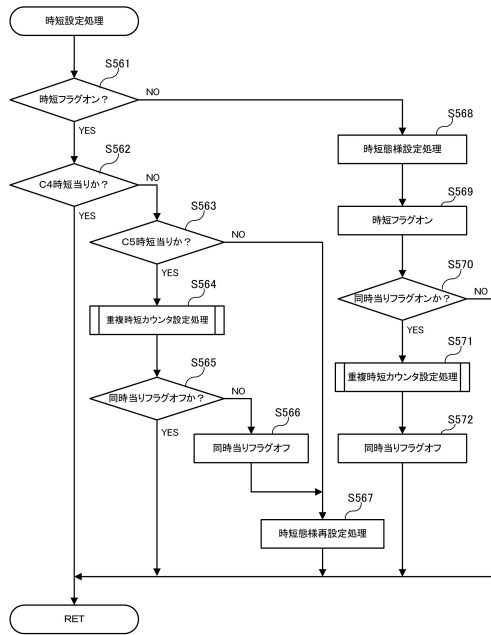 時短設定処理
S561
時短フラグオン？
NO
YES
S562
C4時短当りか？
NO
YES
S563
C5時短当りか？
NO
YES
S564
重複時短カウンタ設定処理
S565
同時当りフラグオフか？
NO
YES
S566
同時当りフラグオフ
S567
時短態様再設定処理
S568
時短態様設定処理
S569
時短フラグオン
S570
同時当りフラグオンか？
NO
YES
S571
重複時短カウンタ設定処理
S572
同時当りフラグオフ
RET